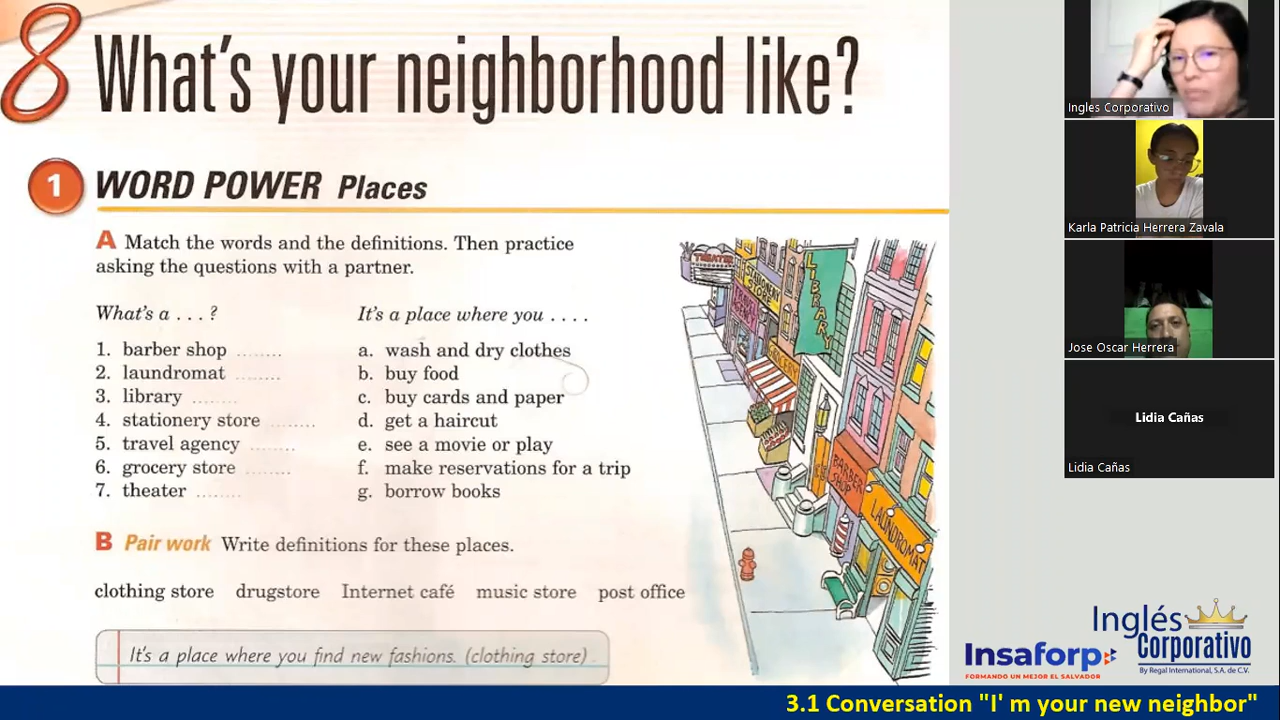 8 What's your neighborhood like?
1 WORD POWER Places
A Match the words and the definitions. Then practice
asking the questions with a partner.
What's a . . . ?
1. barber shop ........
2. laundromat ........
3. library ........
4. stationery store ........
5. travel agency ........
6. grocery store ........
7. theater ........
It's a place where you . . . .
a. wash and dry clothes
b. buy food
c. buy cards and paper
d. get a haircut
e. see a movie or play
f. make reservations for a trip
g. borrow books
THEATER
STATIONERY STORE
TRAVEL AGENCY
LIBRARY
GROCERY
BARBER SHOP
LAUNDROMAT
B Pair work Write definitions for these places.
clothing store drugstore Internet café music store post office
It's a place where you find new fashions. (clothing store)
Ingles Corporativo
Karla Patricia Herrera Zavala
Jose Oscar Herrera
Lidia Cañas
Lidia Cañas
Insaforp
FORMANDO UN MEJOR EL SALVADOR
Inglés
Corporativo
By Regal International, S.A. de C.V.
3.1 Conversation "I' m your new neighbor"